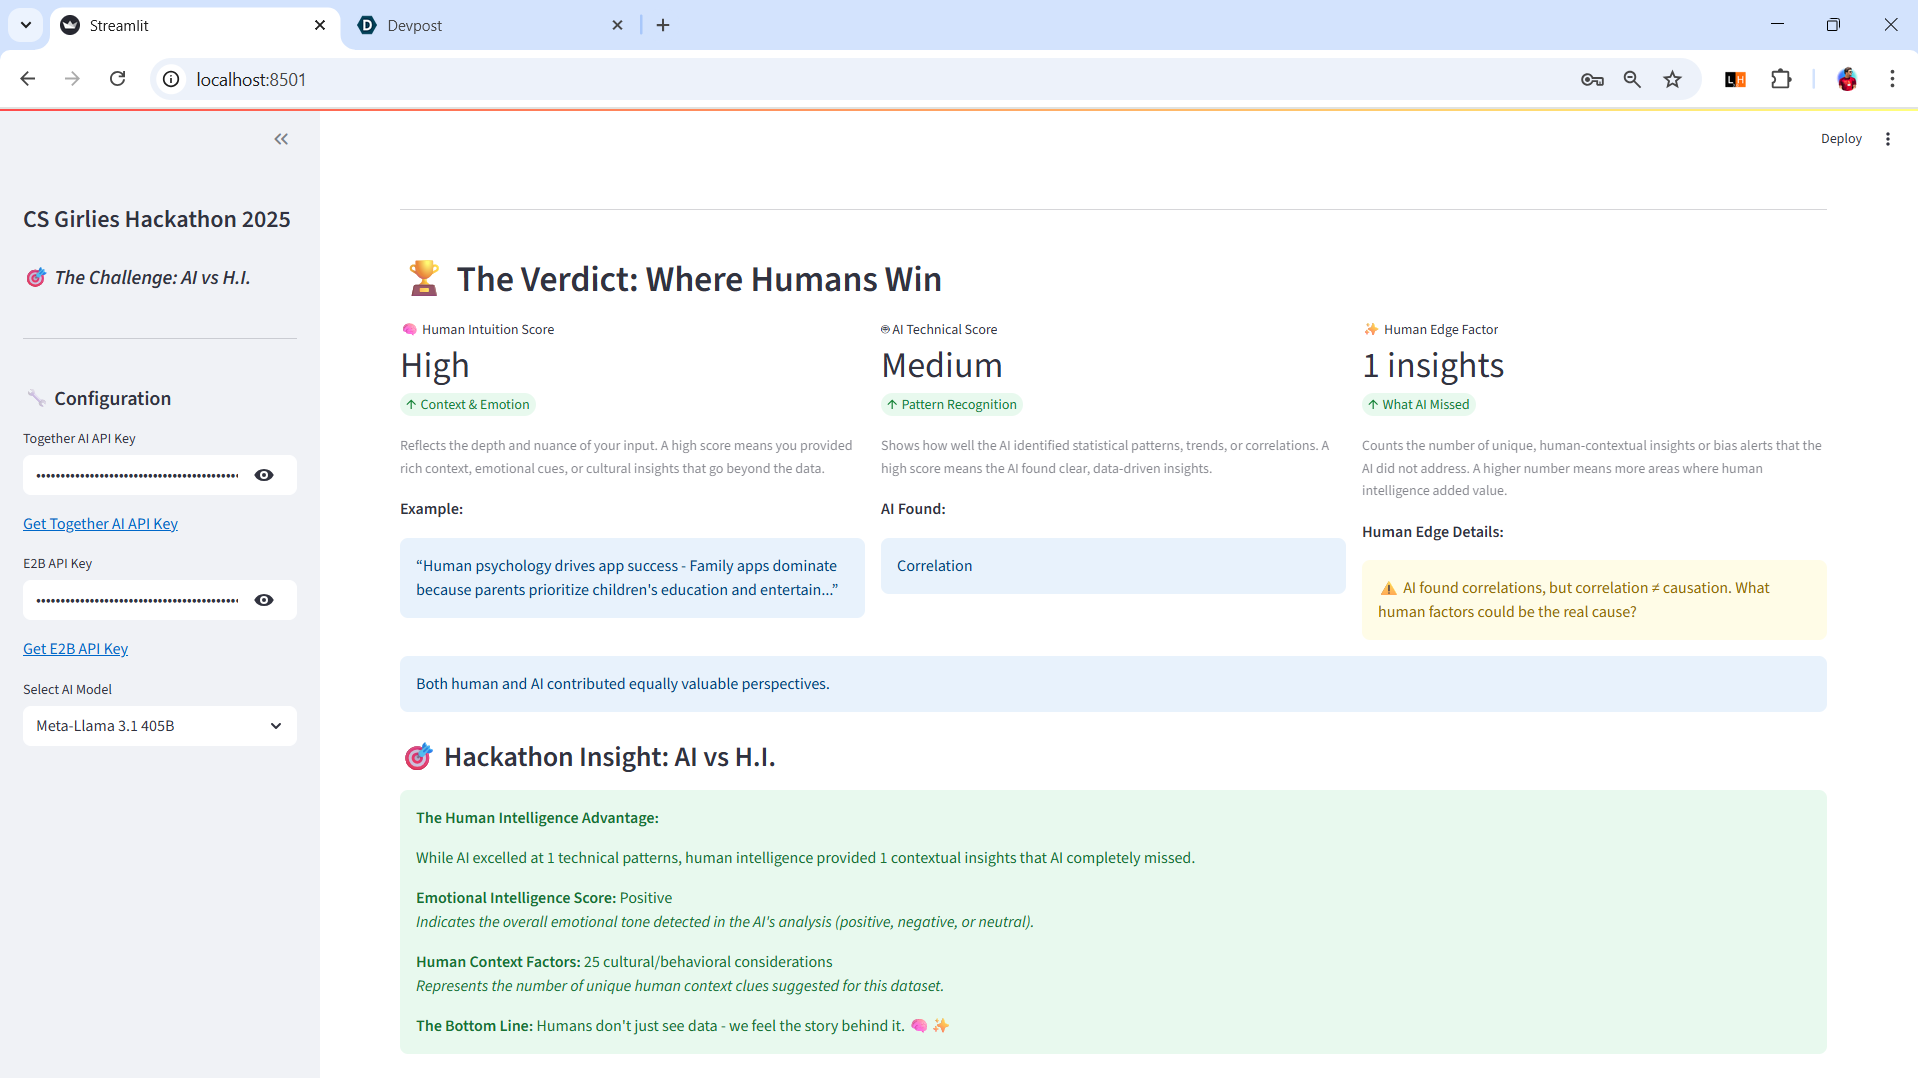 Streamlit
Devpost
localhost:8501
LH
Deploy
CS Girlies Hackathon 2025
🎯 The Challenge: AI vs H.I.
🔧 Configuration
Together AI API Key
••••••••••••••••••••••••••••••••••••••••••
Get Together AI API Key
E2B API Key
••••••••••••••••••••••••••••••••••••••••••
Get E2B API Key
Select AI Model
Meta-Llama 3.1 405B
🏆 The Verdict: Where Humans Win
🧠 Human Intuition Score
High
↑ Context & Emotion
Reflects the depth and nuance of your input. A high score means you provided
rich context, emotional cues, or cultural insights that go beyond the data.
Example:
“Human psychology drives app success - Family apps dominate
because parents prioritize children's education and entertain...”
AI Technical Score
Medium
↑ Pattern Recognition
Shows how well the AI identified statistical patterns, trends, or correlations. A
high score means the AI found clear, data-driven insights.
AI Found:
Correlation
✨ Human Edge Factor
1 insights
↑ What AI Missed
Counts the number of unique, human-contextual insights or bias alerts that the
AI did not address. A higher number means more areas where human
intelligence added value.
Human Edge Details:
⚠️ AI found correlations, but correlation ≠ causation. What
human factors could be the real cause?
Both human and AI contributed equally valuable perspectives.
🎯 Hackathon Insight: AI vs H.I.
The Human Intelligence Advantage:
While AI excelled at 1 technical patterns, human intelligence provided 1 contextual insights that AI completely missed.
Emotional Intelligence Score: Positive
Indicates the overall emotional tone detected in the AI's analysis (positive, negative, or neutral).
Human Context Factors: 25 cultural/behavioral considerations
Represents the number of unique human context clues suggested for this dataset.
The Bottom Line: Humans don't just see data - we feel the story behind it. 🧠 ✨